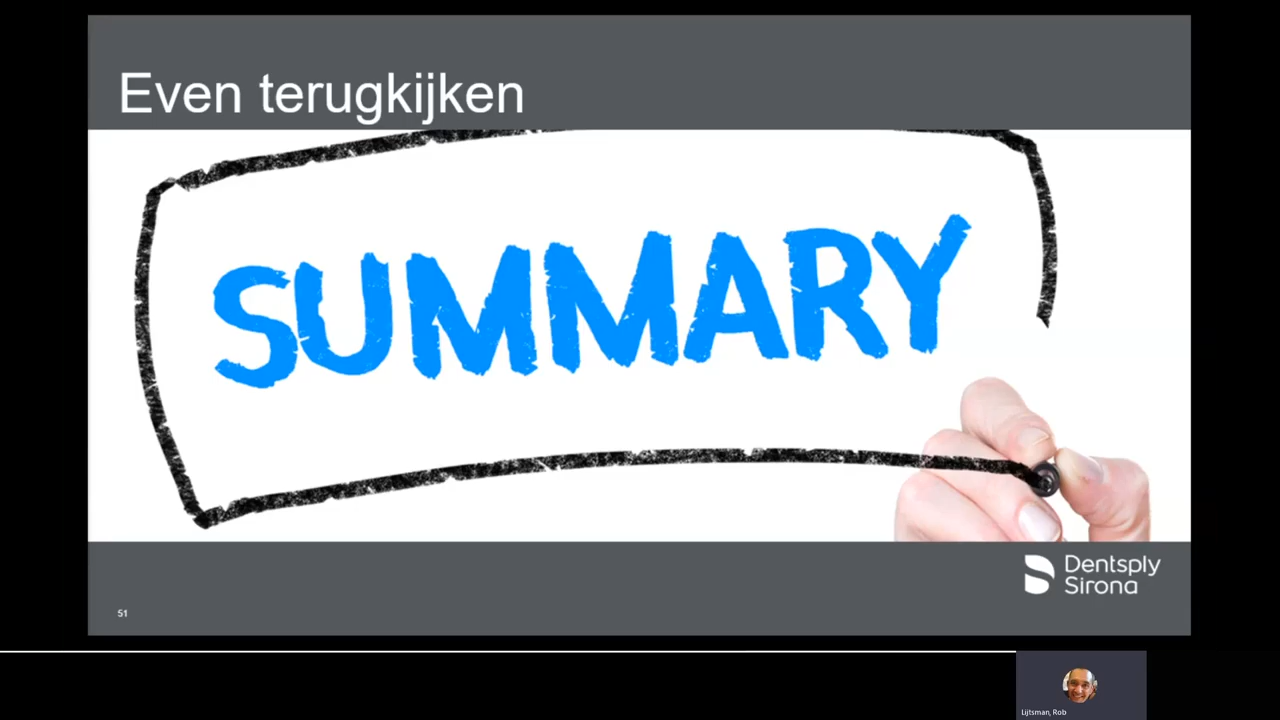 Even terugkijken
SUMMARY
Dentsply
Sirona
51
Lijtsman, Rob